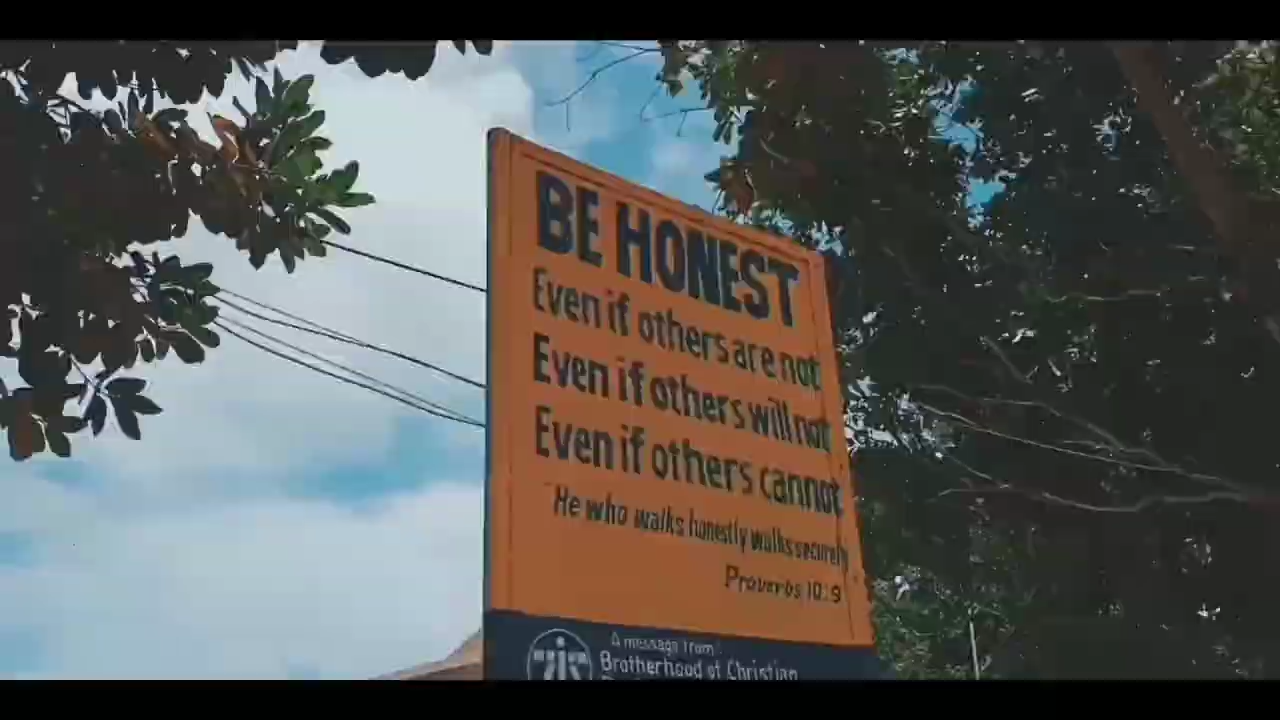 BE HONEST
Even if others are not
Even if others will not
Even if others cannot
He who walks honestly walks securely
Proverbs 10:9
A message from:
Brotherhood of Christian